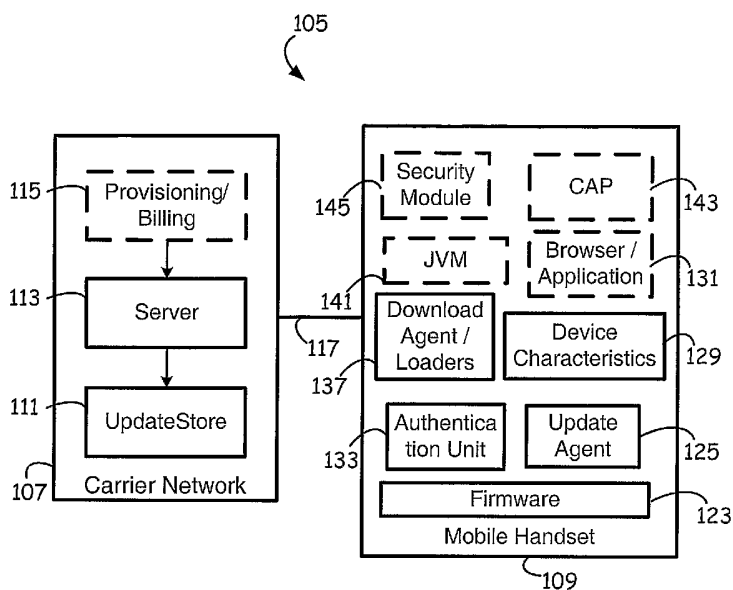 105
115
Provisioning/
Billing
113
Server
111
UpdateStore
107
Carrier Network
117
145
Security
Module
CAP
143
141
JVM
Browser /
Application
131
137
Download
Agent /
Loaders
Device
Characteristics
129
133
Authentica
tion Unit
Update
Agent
125
Firmware
123
Mobile Handset
109